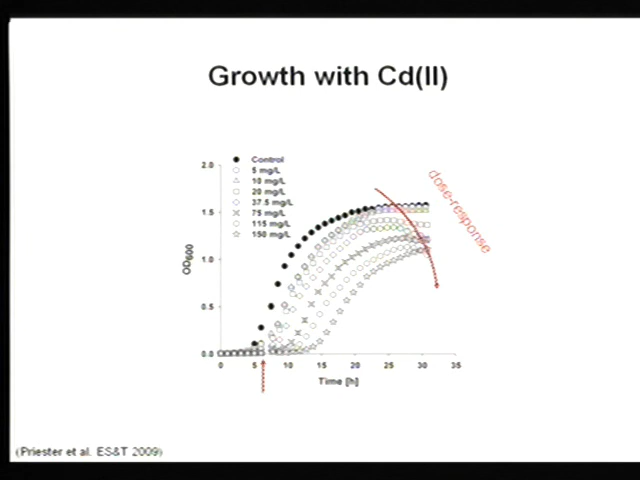 Growth with Cd(II)
Control
5 mg/L
10 mg/L
20 mg/L
37.5 mg/L
75 mg/L
115 mg/L
150 mg/L
dose-response
2.0
1.5
1.0
0.5
0.0
OD600
0 5 10 15 20 25 30 35
Time [h]
(Priester et al. ES&T 2009)